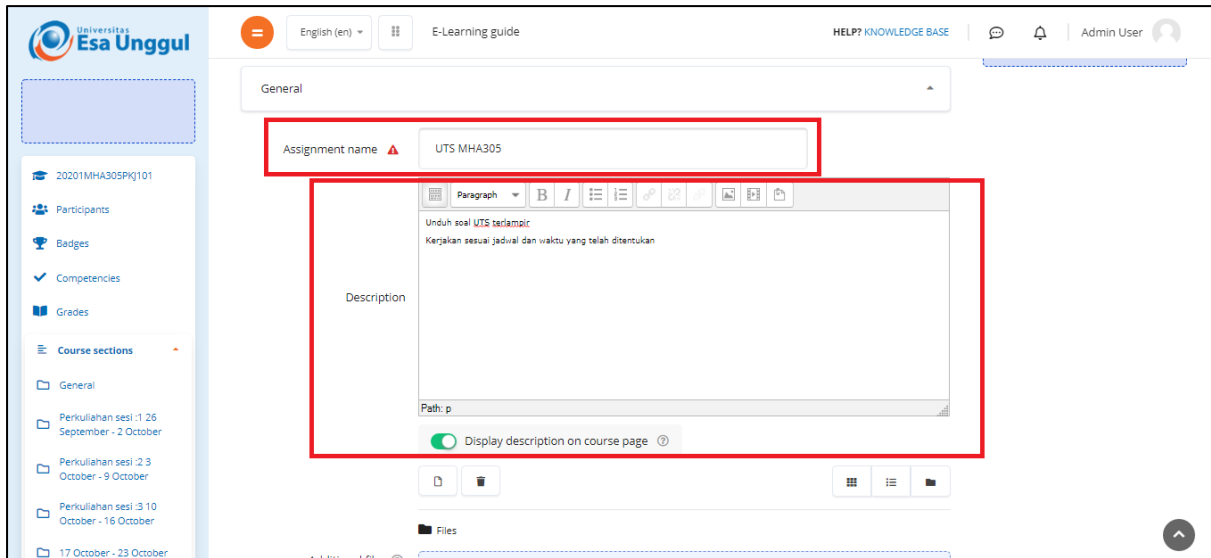 Universitas
Esa Unggul
English (en)
E-Learning guide
HELP? KNOWLEDGE BASE
Admin User
20201MHA305PKJ101
Participants
Badges
Competencies
Grades
Course sections
General
Perkuliahan sesi :1 26
September - 2 October
Perkuliahan sesi :2 3
October - 9 October
Perkuliahan sesi :3 10
October - 16 October
17 October - 23 October
General
Assignment name
UTS MHA305
Paragraph
B I
Description
Unduh soal UTS terlampir
Kerjakan sesuai jadwal dan waktu yang telah ditentukan
Path: p
Display description on course page
Files